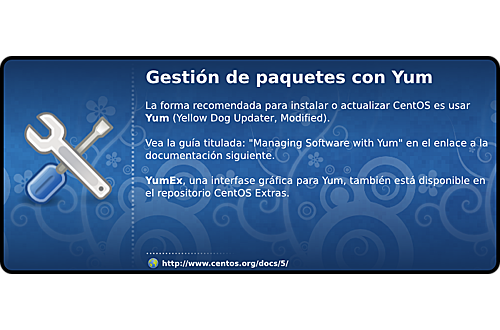 Gestión de paquetes con Yum
La forma recomendada para instalar o actualizar CentOS es usar
Yum (Yellow Dog Updater, Modified).
Vea la guía titulada: "Managing Software with Yum" en el enlace a la
documentación siguiente.
YumEx, una interfase gráfica para Yum, también está disponible en
el repositorio CentOS Extras.
http://www.centos.org/docs/5/